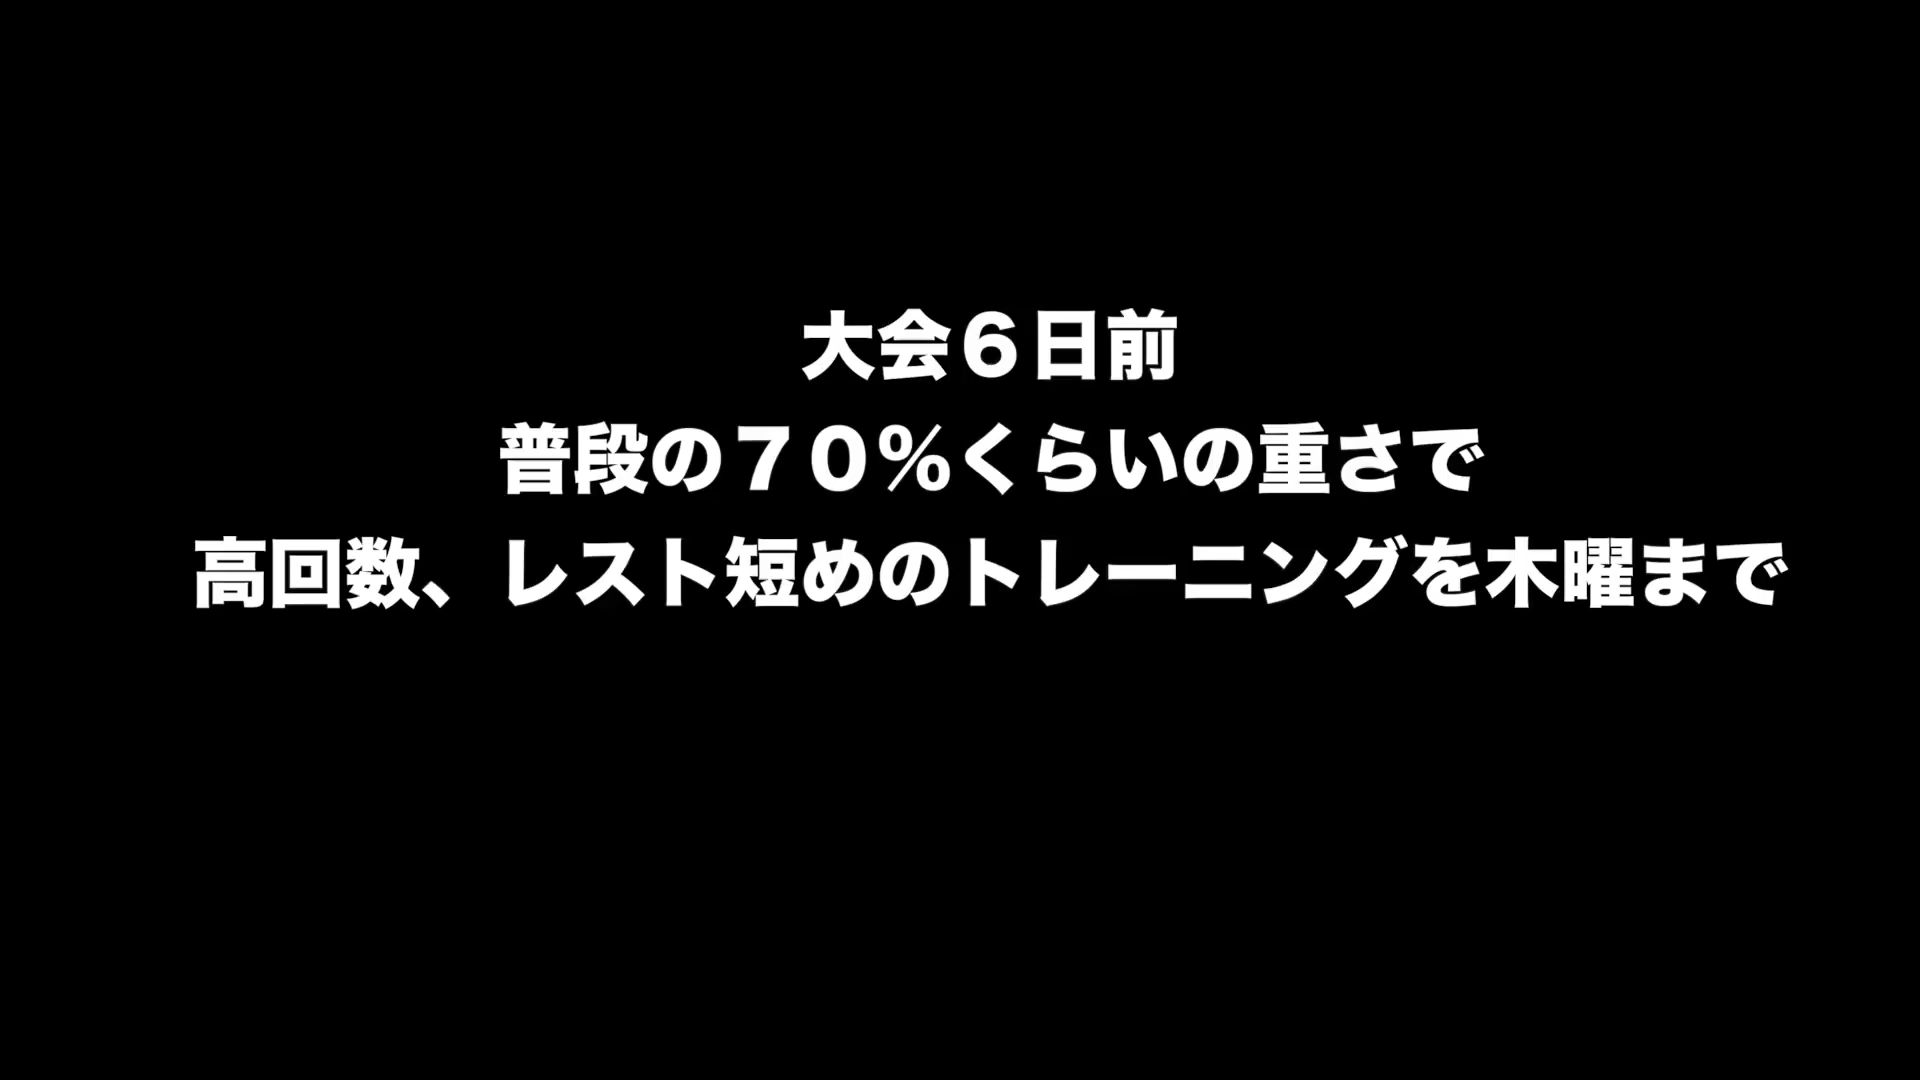 大会６日前
普段の７０％くらいの重さで
高回数、レスト短めのトレーニングを木曜まで